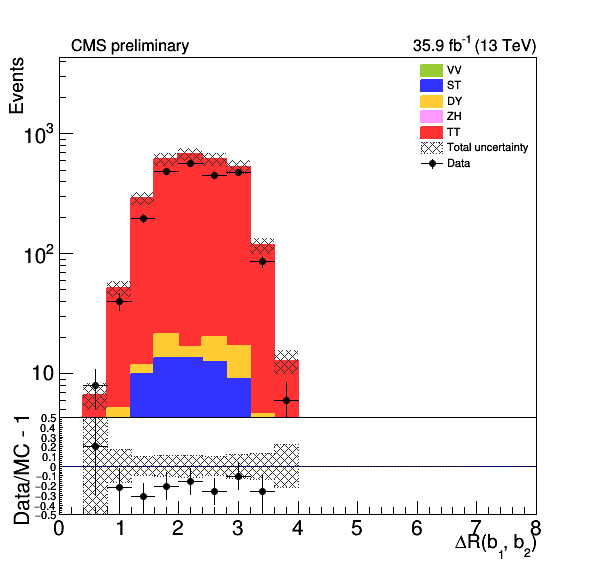 CMS preliminary 35.9 fb⁻¹ (13 TeV)
Events
VV
ST
DY
ZH
TT
Total uncertainty
Data
10³
10²
10
Data/MC - 1
0.5
0.4
0.3
0.2
0.1
0
−0.1
−0.2
−0.3
−0.4
−0.5
0 1 2 3 4 5 6 7 8
ΔR(b₁, b₂)